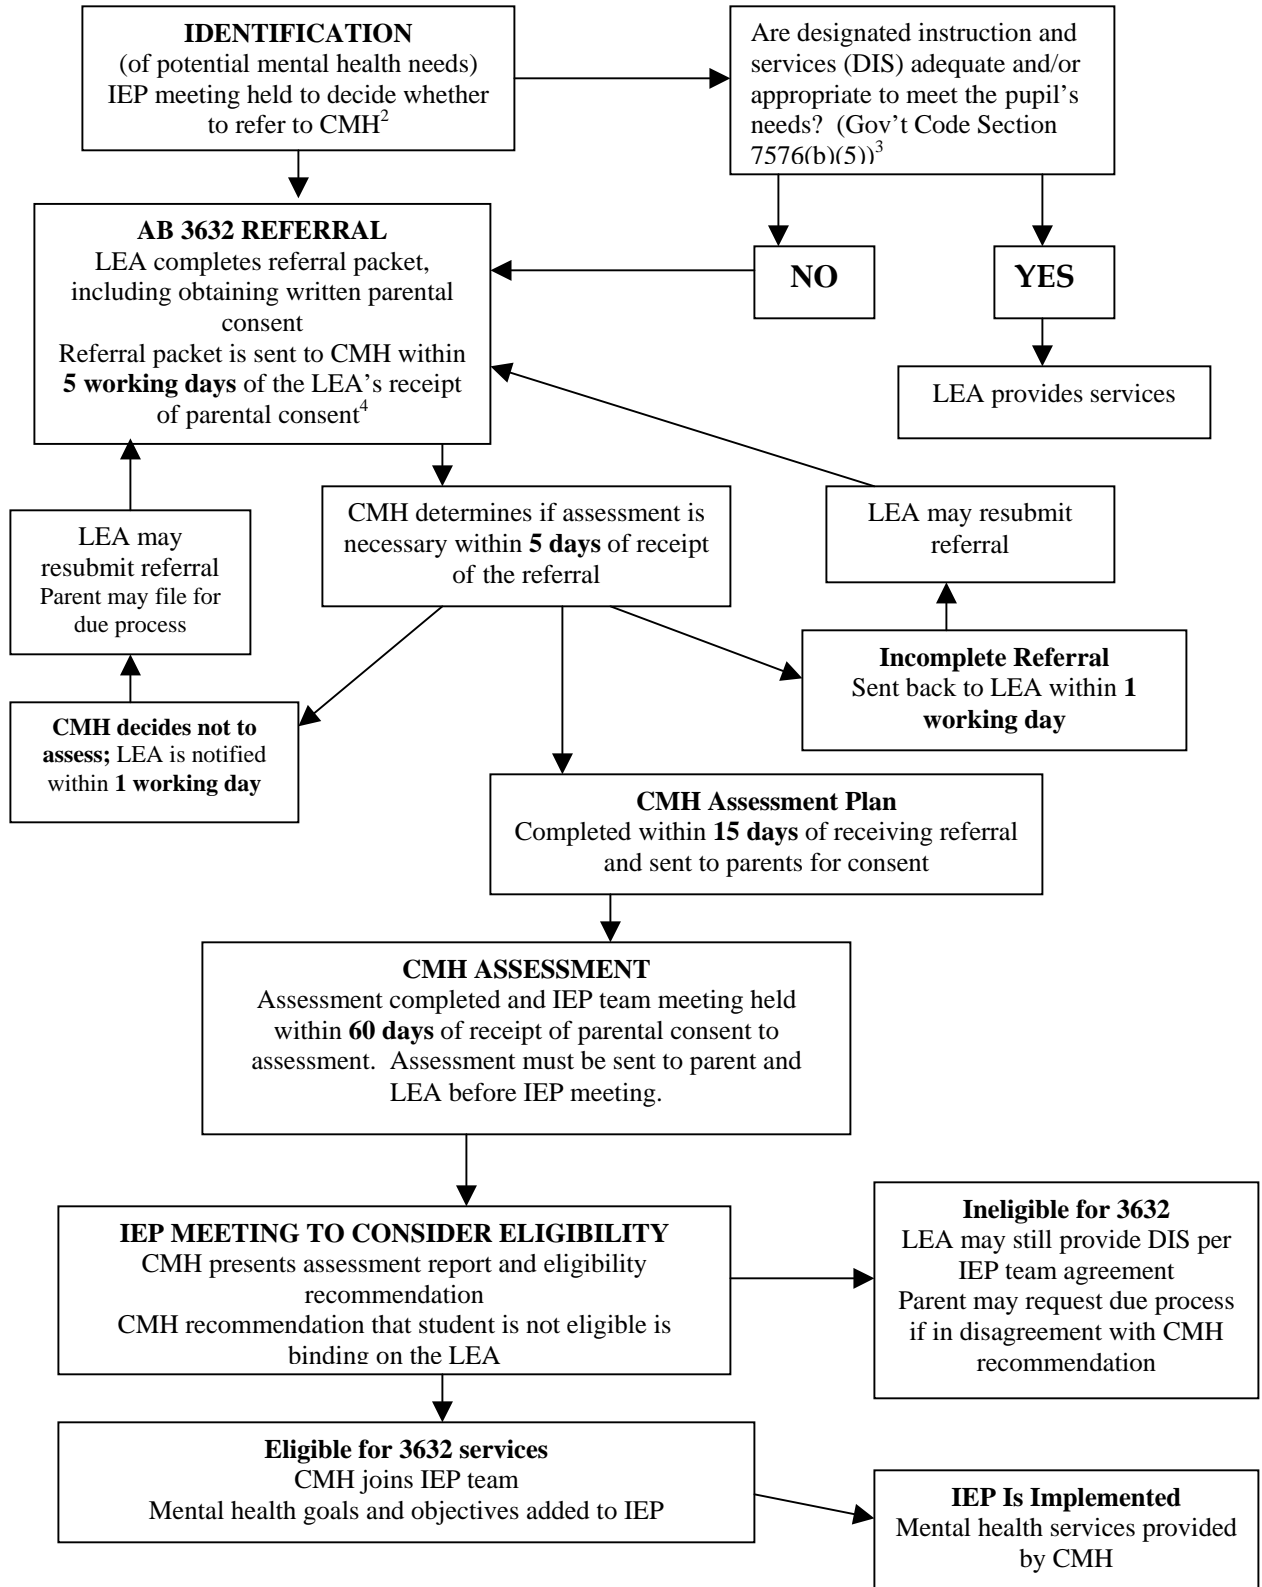 IDENTIFICATION
(of potential mental health needs)
IEP meeting held to decide whether
to refer to CMH²
Are designated instruction and
services (DIS) adequate and/or
appropriate to meet the pupil's
needs? (Gov't Code Section
7576(b)(5))³
AB 3632 REFERRAL
LEA completes referral packet,
including obtaining written parental
consent
Referral packet is sent to CMH within
5 working days of the LEA's receipt
of parental consent⁴
NO
YES
LEA provides services
LEA may
resubmit referral
Parent may file for
due process
CMH determines if assessment is
necessary within 5 days of receipt
of the referral
LEA may resubmit
referral
Incomplete Referral
Sent back to LEA within 1
working day
CMH decides not to
assess; LEA is notified
within 1 working day
CMH Assessment Plan
Completed within 15 days of receiving referral
and sent to parents for consent
CMH ASSESSMENT
Assessment completed and IEP team meeting held
within 60 days of receipt of parental consent to
assessment. Assessment must be sent to parent and
LEA before IEP meeting.
IEP MEETING TO CONSIDER ELIGIBILITY
CMH presents assessment report and eligibility
recommendation
CMH recommendation that student is not eligible is
binding on the LEA
Ineligible for 3632
LEA may still provide DIS per
IEP team agreement
Parent may request due process
if in disagreement with CMH
recommendation
Eligible for 3632 services
CMH joins IEP team
Mental health goals and objectives added to IEP
IEP Is Implemented
Mental health services provided
by CMH